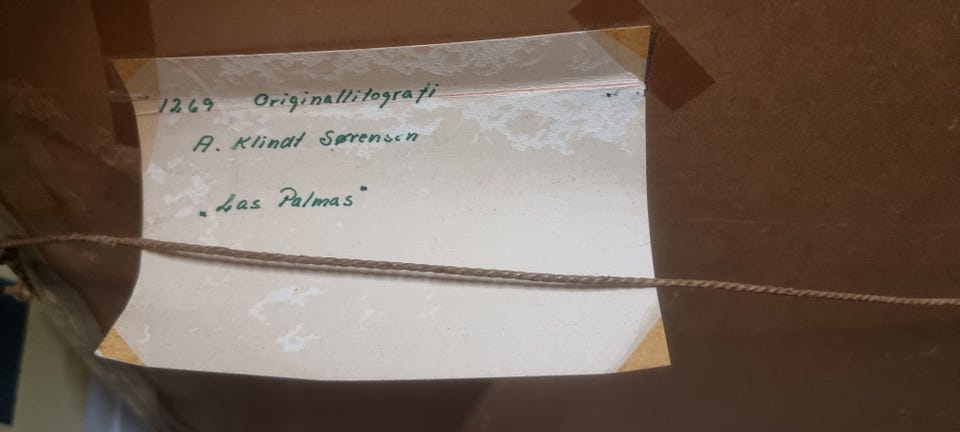 1269 Originallitografi
A. Klindt Sørensen
„Las Palmas"